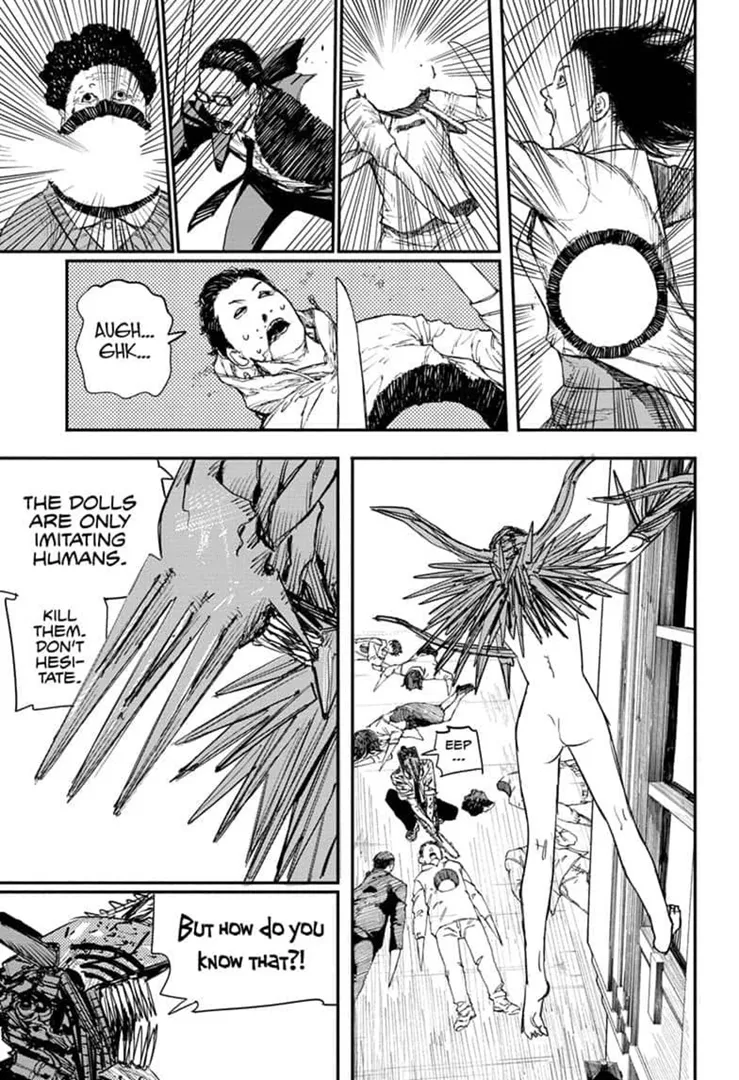 AUGH...
GHK...
EEP
...
THE DOLLS
ARE ONLY
IMITATING
HUMANS.
KILL
THEM.
DON'T
HESI-
TATE.
BUT HOW DO YOU
KNOW THAT?!